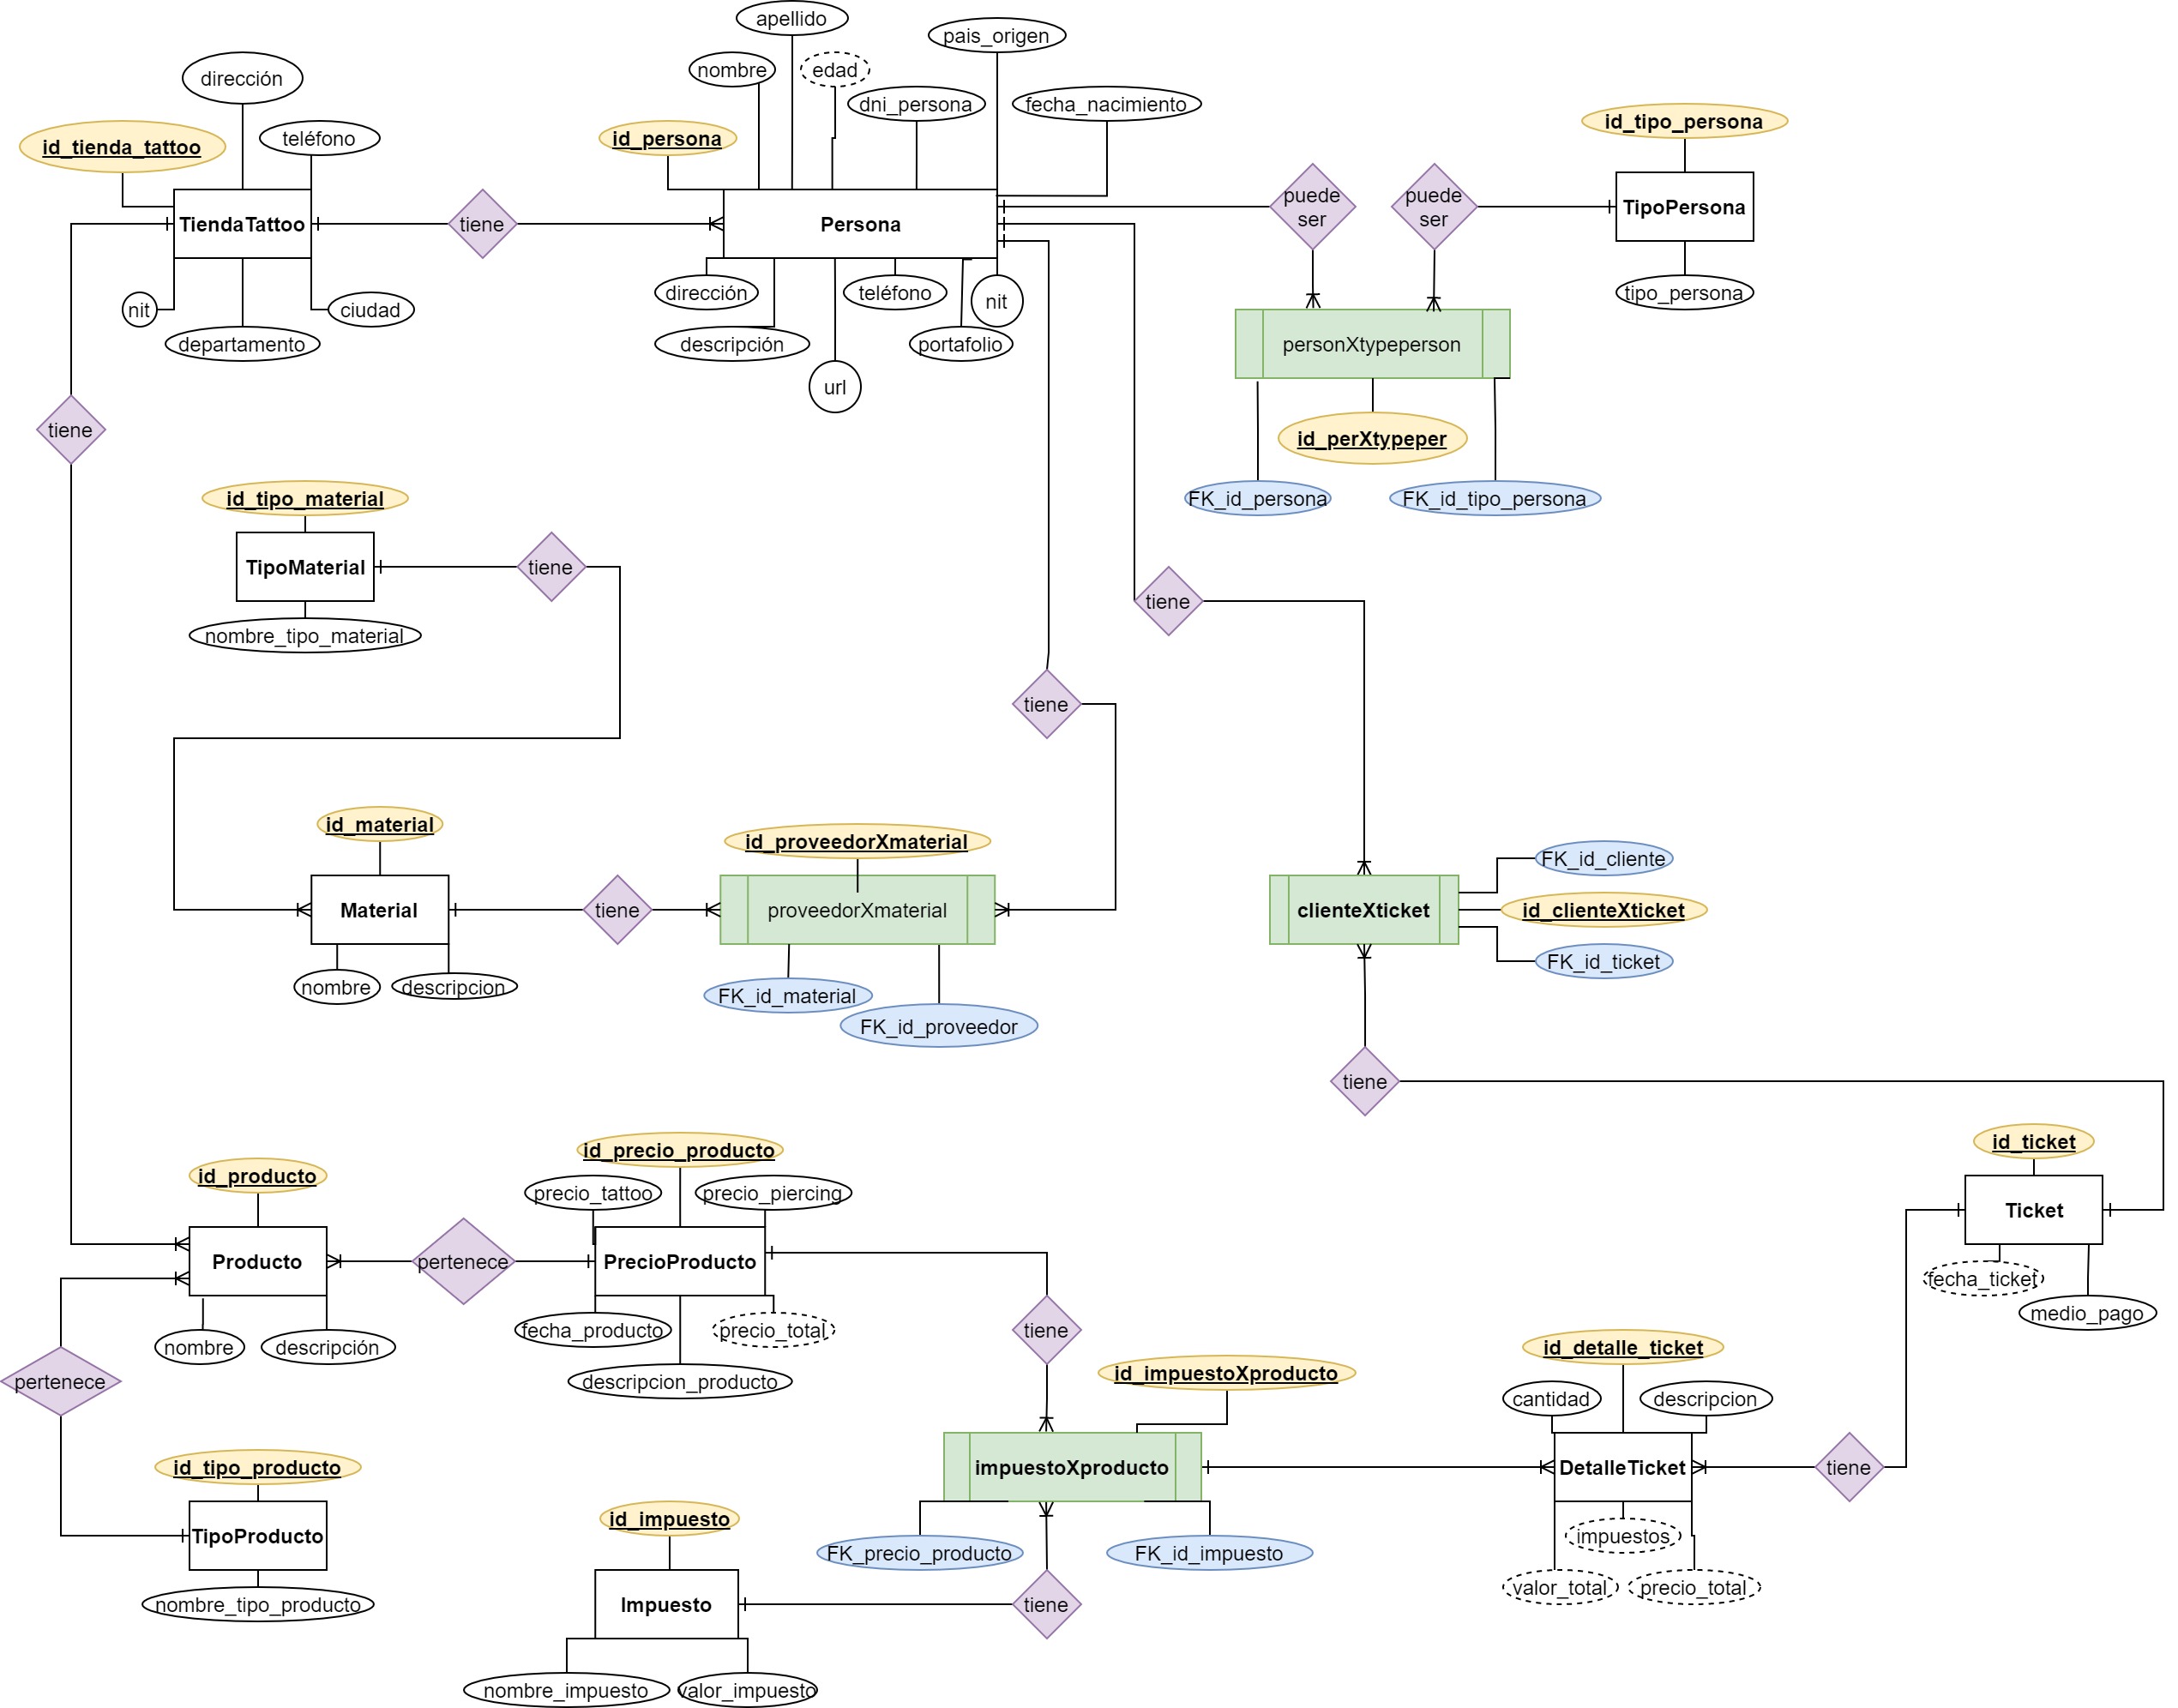 apellido
pais_origen
nombre
edad
dirección
dni_persona
fecha_nacimiento
id_tipo_persona
teléfono
id_persona
id_tienda_tattoo
puede
ser
puede
ser
TipoPersona
TiendaTattoo
tiene
Persona
dirección
teléfono
nit
tipo_persona
nit
ciudad
departamento
descripción
portafolio
personXtypeperson
url
tiene
id_perXtypeper
id_tipo_material
FK_id_persona
FK_id_tipo_persona
TipoMaterial
tiene
tiene
nombre_tipo_material
tiene
id_material
id_proveedorXmaterial
FK_id_cliente
Material
tiene
proveedorXmaterial
clienteXticket
id_clienteXticket
FK_id_ticket
nombre
descripcion
FK_id_material
FK_id_proveedor
tiene
id_ticket
id_precio_producto
id_producto
precio_tattoo
precio_piercing
Ticket
Producto
pertenece
PrecioProducto
fecha_ticket
medio_pago
fecha_producto
precio_total
tiene
nombre
descripción
id_detalle_ticket
id_impuestoXproducto
pertenece
descripcion_producto
cantidad
descripcion
id_tipo_producto
impuestoXproducto
DetalleTicket
tiene
id_impuesto
TipoProducto
impuestos
FK_precio_producto
FK_id_impuesto
valor_total
precio_total
nombre_tipo_producto
Impuesto
tiene
nombre_impuesto
valor_impuesto